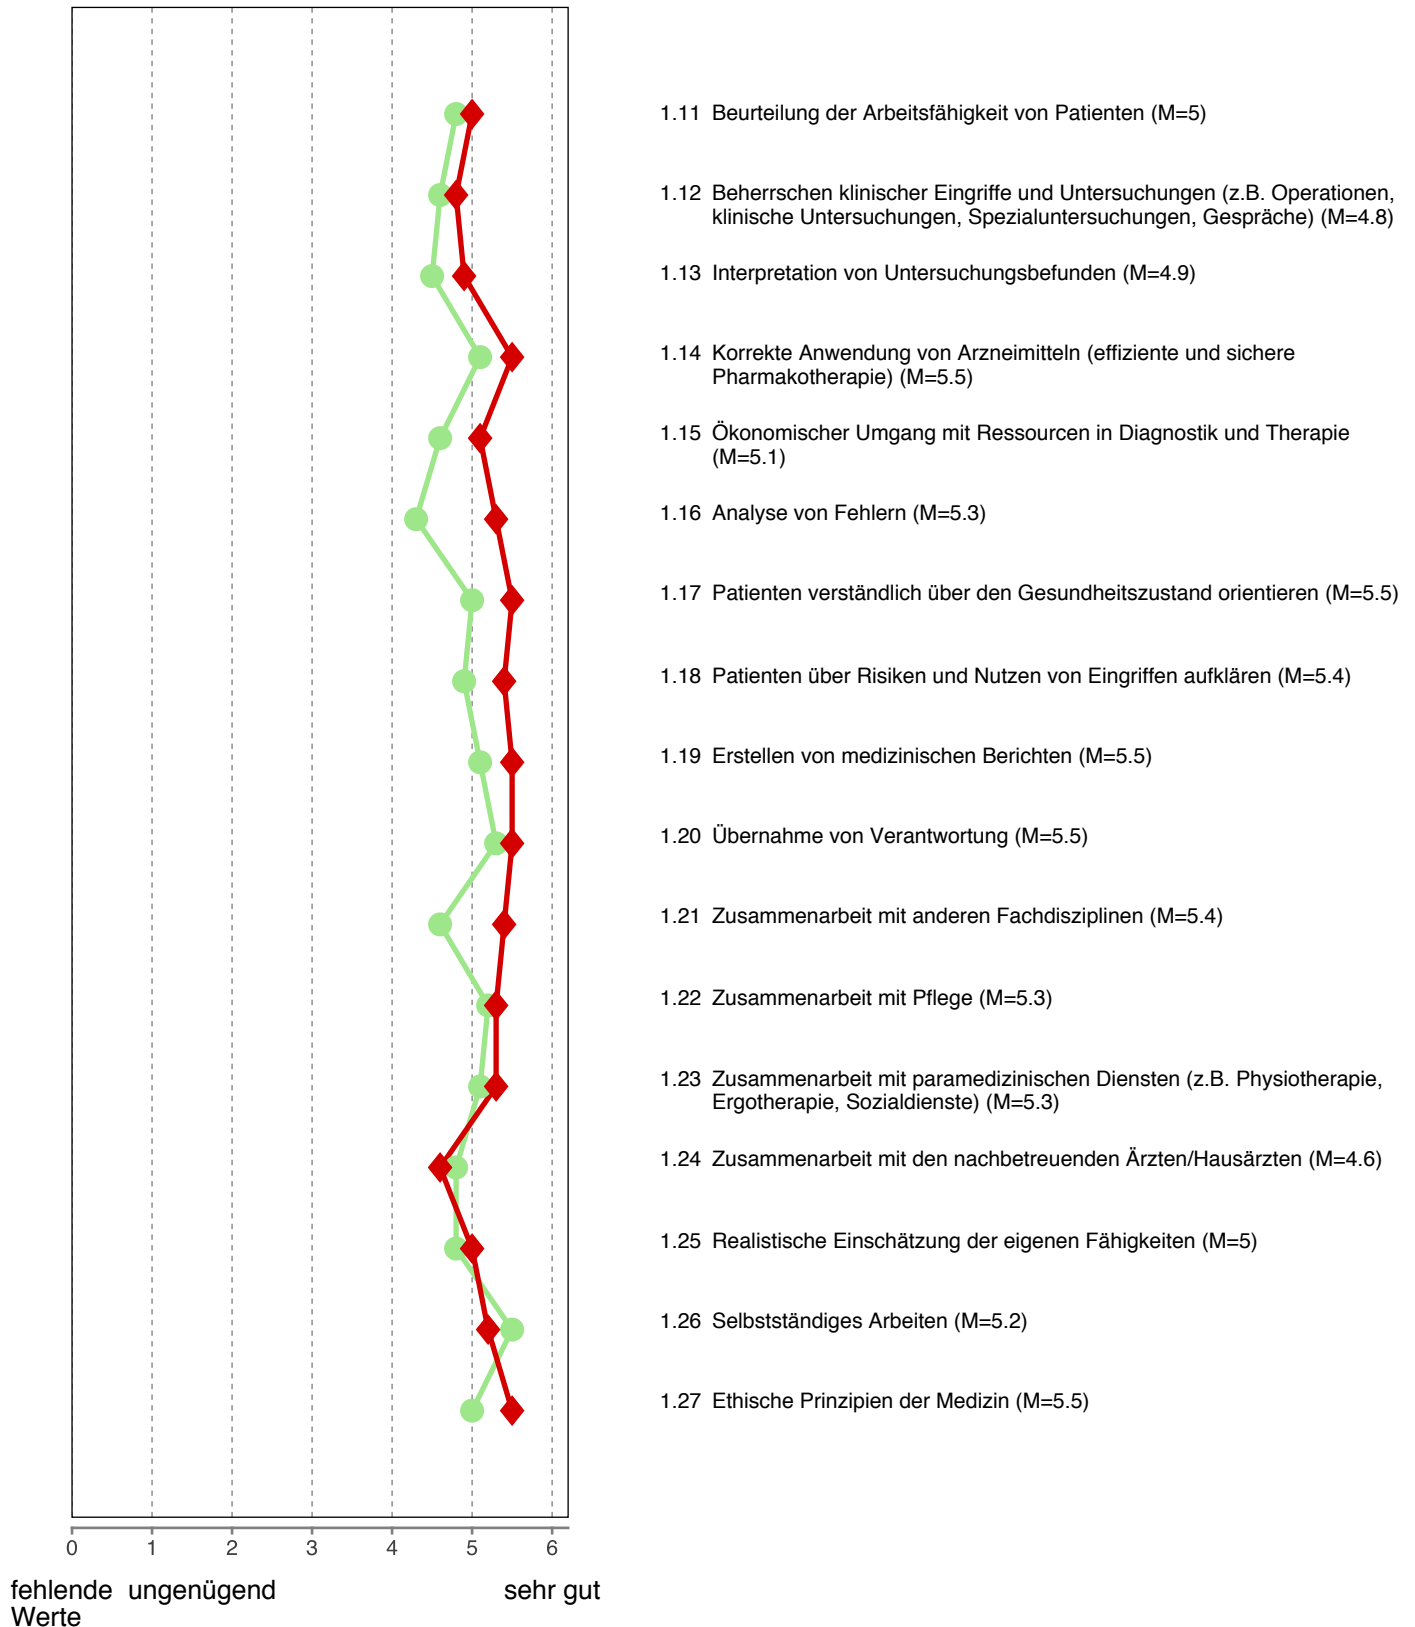 1.11 Beurteilung der Arbeitsfähigkeit von Patienten (M=5)
1.12 Beherrschen klinischer Eingriffe und Untersuchungen (z.B. Operationen,
klinische Untersuchungen, Spezialuntersuchungen, Gespräche) (M=4.8)
1.13 Interpretation von Untersuchungsbefunden (M=4.9)
1.14 Korrekte Anwendung von Arzneimitteln (effiziente und sichere
Pharmakotherapie) (M=5.5)
1.15 Ökonomischer Umgang mit Ressourcen in Diagnostik und Therapie
(M=5.1)
1.16 Analyse von Fehlern (M=5.3)
1.17 Patienten verständlich über den Gesundheitszustand orientieren (M=5.5)
1.18 Patienten über Risiken und Nutzen von Eingriffen aufklären (M=5.4)
1.19 Erstellen von medizinischen Berichten (M=5.5)
1.20 Übernahme von Verantwortung (M=5.5)
1.21 Zusammenarbeit mit anderen Fachdisziplinen (M=5.4)
1.22 Zusammenarbeit mit Pflege (M=5.3)
1.23 Zusammenarbeit mit paramedizinischen Diensten (z.B. Physiotherapie,
Ergotherapie, Sozialdienste) (M=5.3)
1.24 Zusammenarbeit mit den nachbetreuenden Ärzten/Hausärzten (M=4.6)
1.25 Realistische Einschätzung der eigenen Fähigkeiten (M=5)
1.26 Selbstständiges Arbeiten (M=5.2)
1.27 Ethische Prinzipien der Medizin (M=5.5)
0 1 2 3 4 5 6
fehlende ungenügend sehr gut
Werte